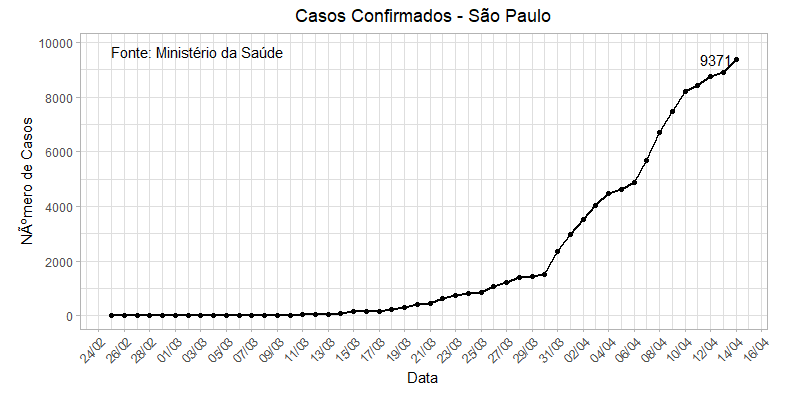 Casos Confirmados - São Paulo
Fonte: Ministério da Saúde
9371
NÃºmero de Casos
10000
8000
6000
4000
2000
0
24/02 26/02 28/02 01/03 03/03 05/03 07/03 09/03 11/03 13/03 15/03 17/03 19/03 21/03 23/03 25/03 27/03 29/03 31/03 02/04 04/04 06/04 08/04 10/04 12/04 14/04 16/04
Data